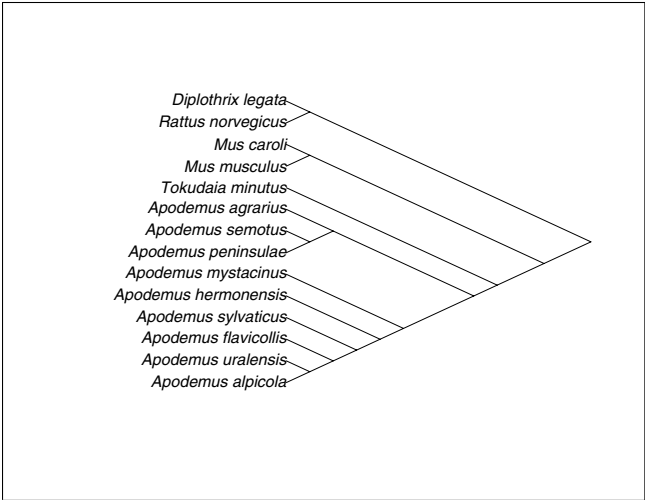 Diplothrix legata
Rattus norvegicus
Mus caroli
Mus musculus
Tokudaia minutus
Apodemus agrarius
Apodemus semotus
Apodemus peninsulae
Apodemus mystacinus
Apodemus hermonensis
Apodemus sylvaticus
Apodemus flavicollis
Apodemus uralensis
Apodemus alpicola